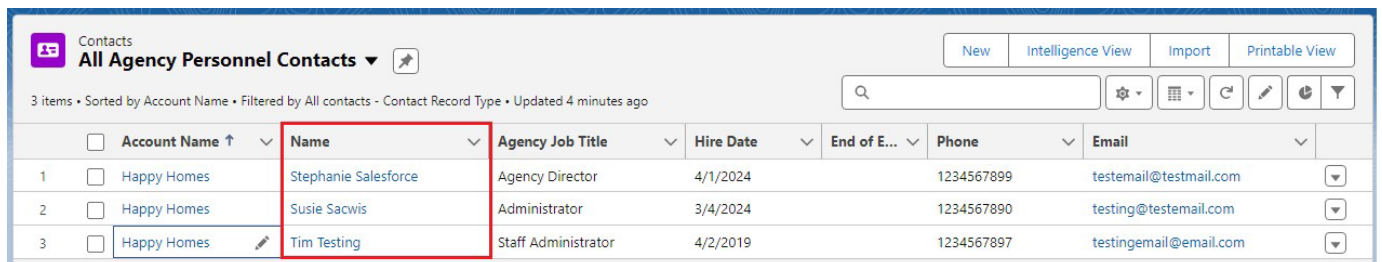 Contacts
All Agency Personnel Contacts
New Intelligence View Import Printable View
3 items • Sorted by Account Name • Filtered by All contacts - Contact Record Type • Updated 4 minutes ago
Account Name Name Agency Job Title Hire Date End of E... Phone Email
1 Happy Homes Stephanie Salesforce Agency Director 4/1/2024 1234567899 testemail@testmail.com
2 Happy Homes Susie Sacwis Administrator 3/4/2024 1234567890 testing@testemail.com
3 Happy Homes Tim Testing Staff Administrator 4/2/2019 1234567897 testingemail@email.com